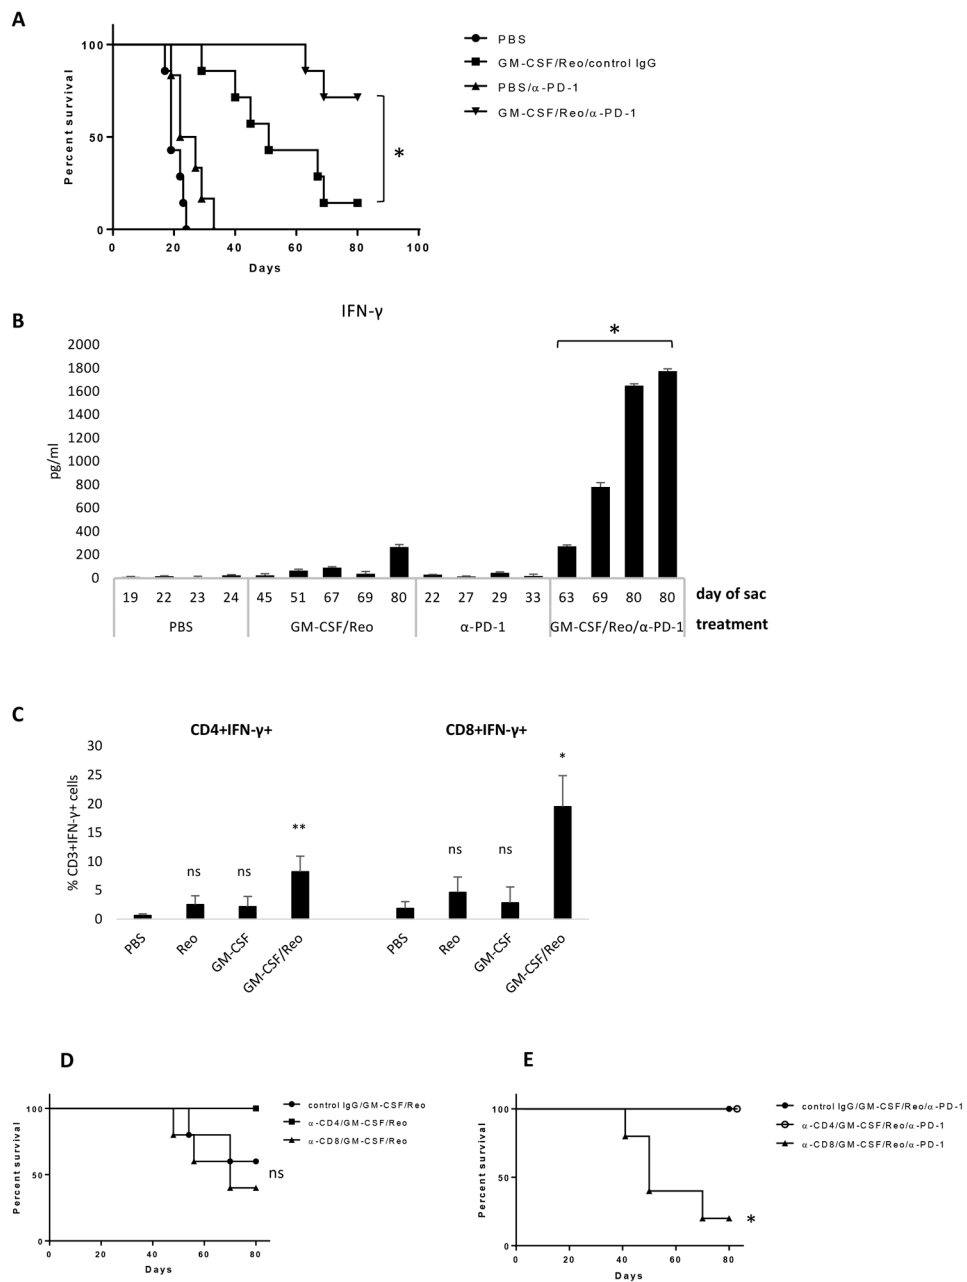 A
PBS
GM-CSF/Reo/control IgG
PBS/α-PD-1
GM-CSF/Reo/α-PD-1
Percent survival
100
50
0
*
0 20 40 60 80 100
Days
B
IFN-γ
*
pg/ml
2000
1800
1600
1400
1200
1000
800
600
400
200
0
19 22 23 24 45 51 67 69 80 22 27 29 33 63 69 80 80 day of sac
PBS GM-CSF/Reo α-PD-1 GM-CSF/Reo/α-PD-1 treatment
C
CD4+IFN-γ+ CD8+IFN-γ+
% CD3+IFN-γ+ cells
30
25
20
15
10
5
0
ns ns ** ns ns *
PBS Reo GM-CSF GM-CSF/Reo PBS Reo GM-CSF GM-CSF/Reo
D
Percent survival
100
50
0
control IgG/GM-CSF/Reo
α-CD4/GM-CSF/Reo
α-CD8/GM-CSF/Reo
ns
0 20 40 60 80
Days
E
Percent survival
100
50
0
control IgG/GM-CSF/Reo/α-PD-1
α-CD4/GM-CSF/Reo/α-PD-1
α-CD8/GM-CSF/Reo/α-PD-1
*
0 20 40 60 80
Days